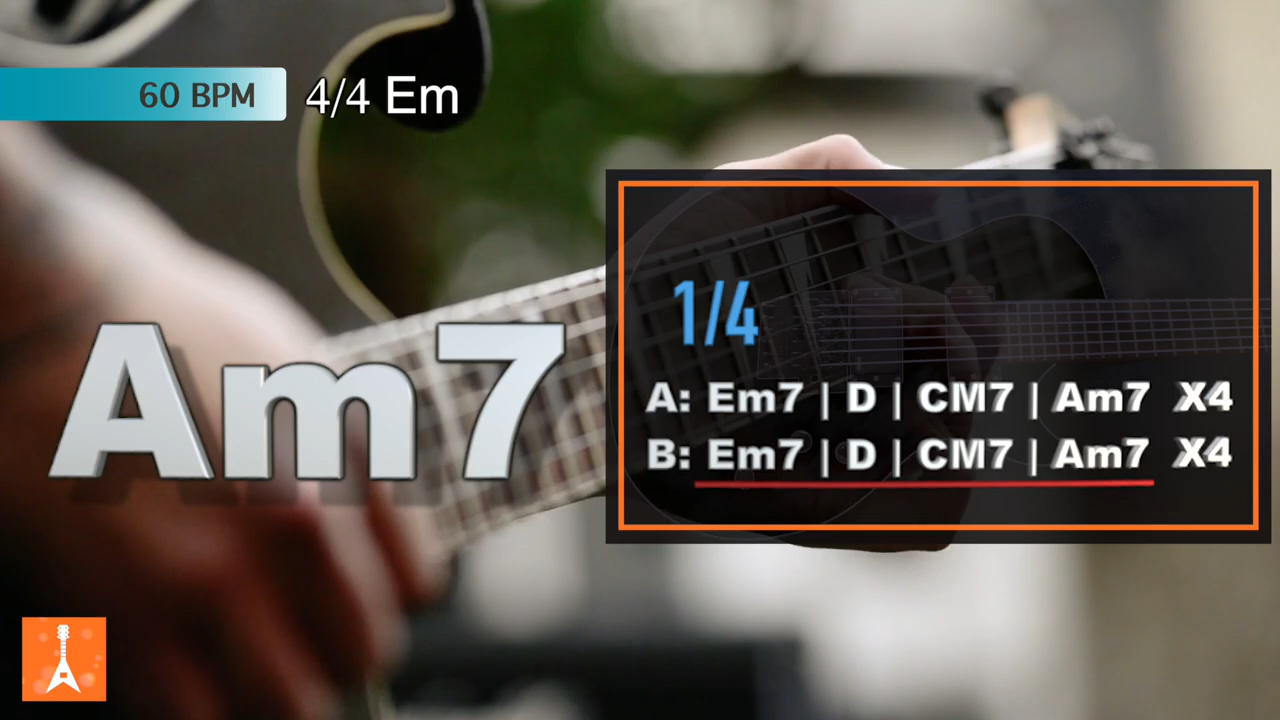 60 BPM 4/4 Em
Am7
1/4
A: Em7 | D | CM7 | Am7 X4
B: Em7 | D | CM7 | Am7 X4